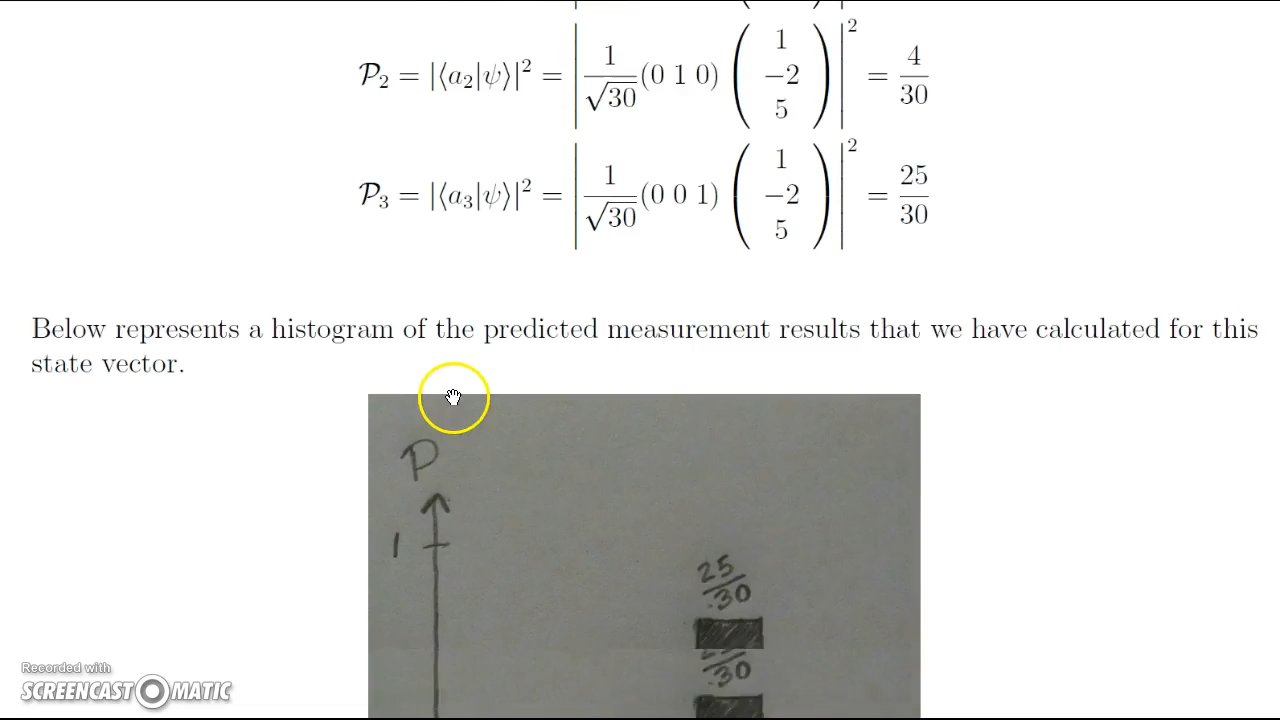 𝒫₂ = |⟨a₂|ψ⟩|² = | 1/√30 (0 1 0) ( 1 −2 5 ) |² = 4/30
𝒫₃ = |⟨a₃|ψ⟩|² = | 1/√30 (0 0 1) ( 1 −2 5 ) |² = 25/30
Below represents a histogram of the predicted measurement results that we have calculated for this
state vector.
P
1
25/30
30
Recorded with
SCREENCAST MATIC